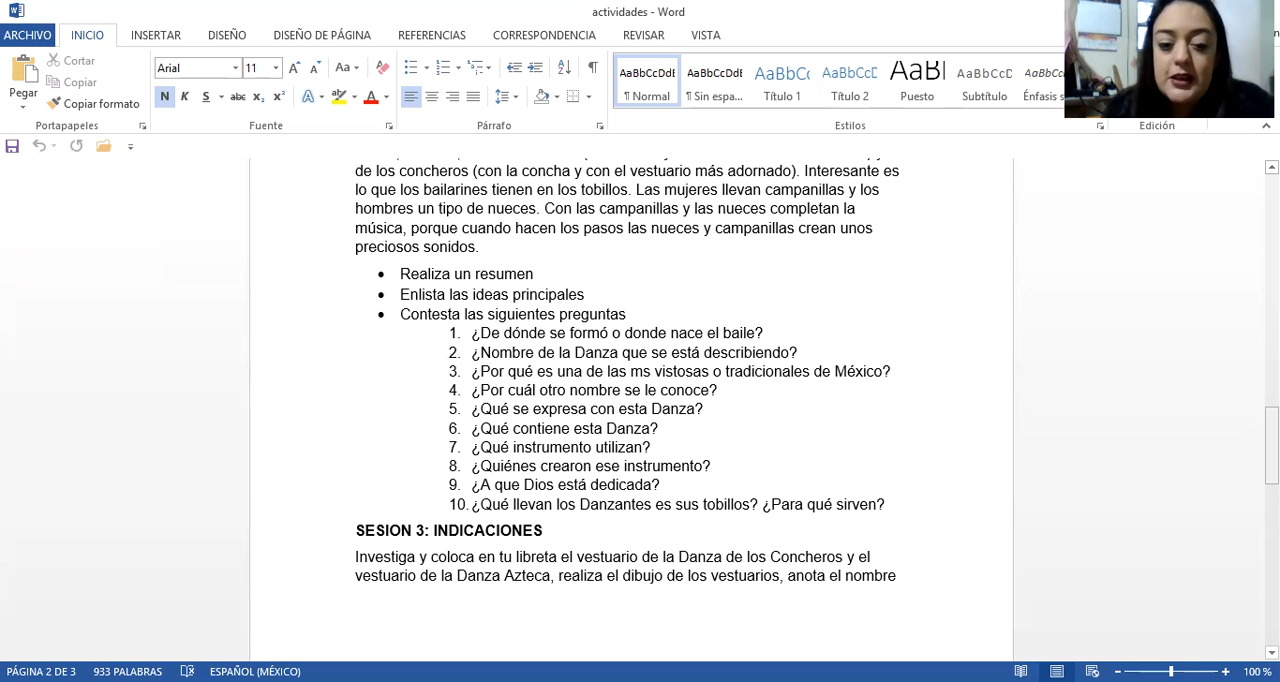 actividades - Word
ARCHIVO INICIO INSERTAR DISEÑO DISEÑO DE PÁGINA REFERENCIAS CORRESPONDENCIA REVISAR VISTA
Cortar
Copiar
Copiar formato
Pegar
Portapapeles
Arial 11
N K S abc x₂ x²
Fuente
Párrafo
AaBbCcDdE AaBbCcDdE AaBbCc AaBbCcD AaBl AaBbCcD AaBbCc
¶ Normal ¶ Sin espa... Título 1 Título 2 Puesto Subtítulo Énfasis s
Estilos
Edición
de los concheros (con la concha y con el vestuario más adornado). Interesante es
lo que los bailarines tienen en los tobillos. Las mujeres llevan campanillas y los
hombres un tipo de nueces. Con las campanillas y las nueces completan la
música, porque cuando hacen los pasos las nueces y campanillas crean unos
preciosos sonidos.
• Realiza un resumen
• Enlista las ideas principales
• Contesta las siguientes preguntas
1. ¿De dónde se formó o donde nace el baile?
2. ¿Nombre de la Danza que se está describiendo?
3. ¿Por qué es una de las ms vistosas o tradicionales de México?
4. ¿Por cuál otro nombre se le conoce?
5. ¿Qué se expresa con esta Danza?
6. ¿Qué contiene esta Danza?
7. ¿Qué instrumento utilizan?
8. ¿Quiénes crearon ese instrumento?
9. ¿A que Dios está dedicada?
10. ¿Qué llevan los Danzantes es sus tobillos? ¿Para qué sirven?
SESION 3: INDICACIONES
Investiga y coloca en tu libreta el vestuario de la Danza de los Concheros y el
vestuario de la Danza Azteca, realiza el dibujo de los vestuarios, anota el nombre
PÁGINA 2 DE 3 933 PALABRAS ESPAÑOL (MÉXICO) 100 %